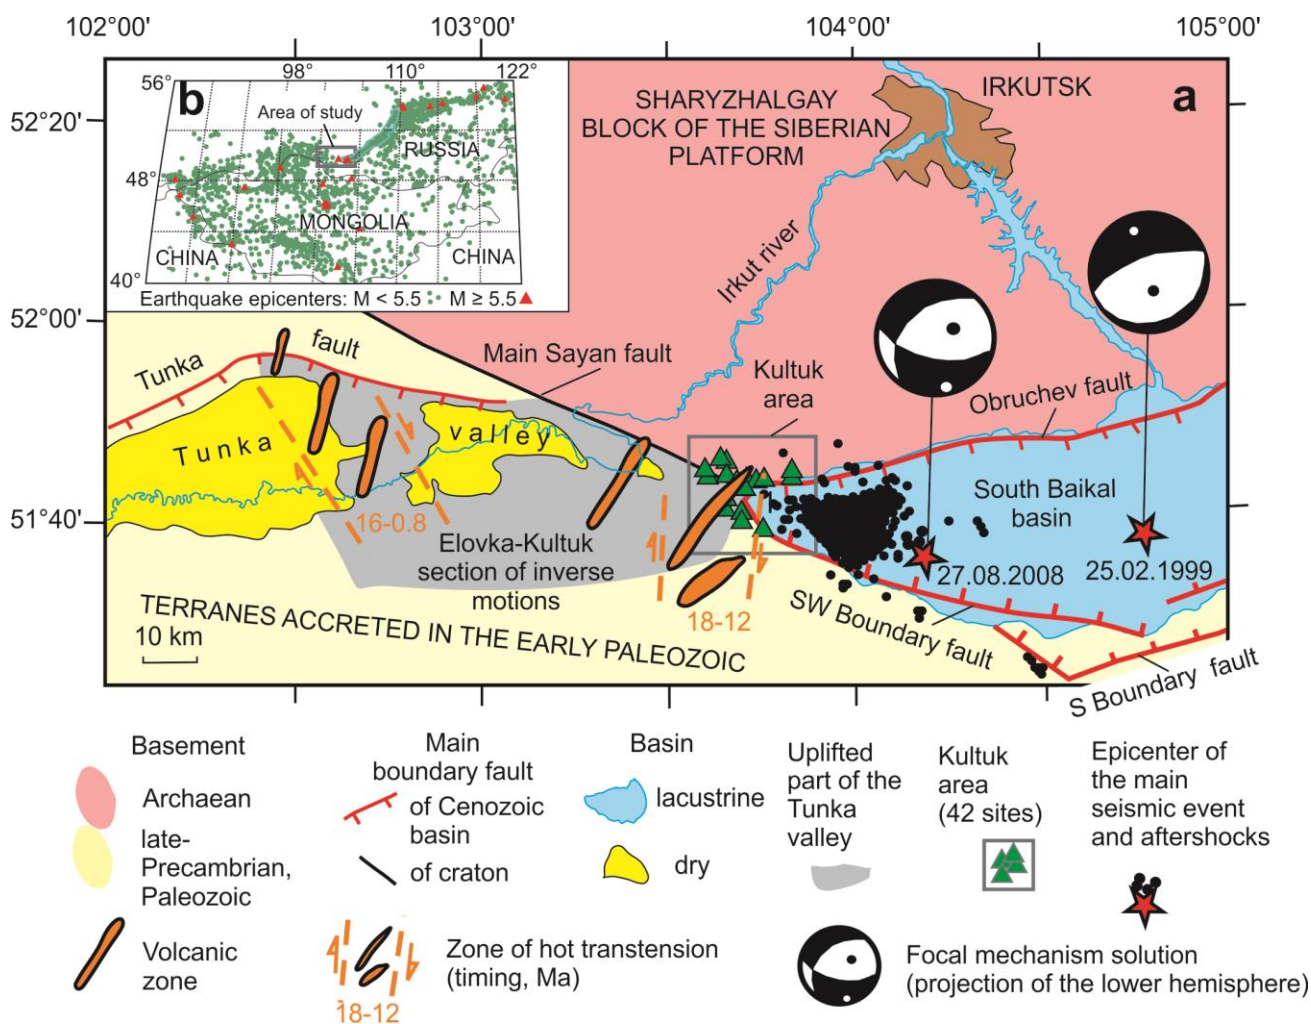 102°00'
103°00'
104°00'
105°00'
52°20'
52°00'
51°40'
98°
110°
122°
56°
48°
40°
b
Area of study
RUSSIA
MONGOLIA
CHINA
CHINA
Earthquake epicenters: M < 5.5 M ≥ 5.5
a
SHARYZHALGAY
BLOCK OF THE SIBERIAN
PLATFORM
IRKUTSK
Irkut river
Tunka fault
Main Sayan fault
Kultuk
area
Obruchev fault
Tunka valley
South Baikal
basin
16-0.8
Elovka-Kultuk
section of inverse
motions
27.08.2008
25.02.1999
18-12
SW Boundary fault
S Boundary fault
TERRANES ACCRETED IN THE EARLY PALEOZOIC
10 km
Basement
Archaean
late-
Precambrian,
Paleozoic
Volcanic
zone
Main
boundary fault
of Cenozoic
basin
of craton
18-12
Zone of hot transtension
(timing, Ma)
Basin
lacustrine
dry
Uplifted
part of the
Tunka
valley
Kultuk
area
(42 sites)
Epicenter of
the main
seismic event
and aftershocks
Focal mechanism solution
(projection of the lower hemisphere)